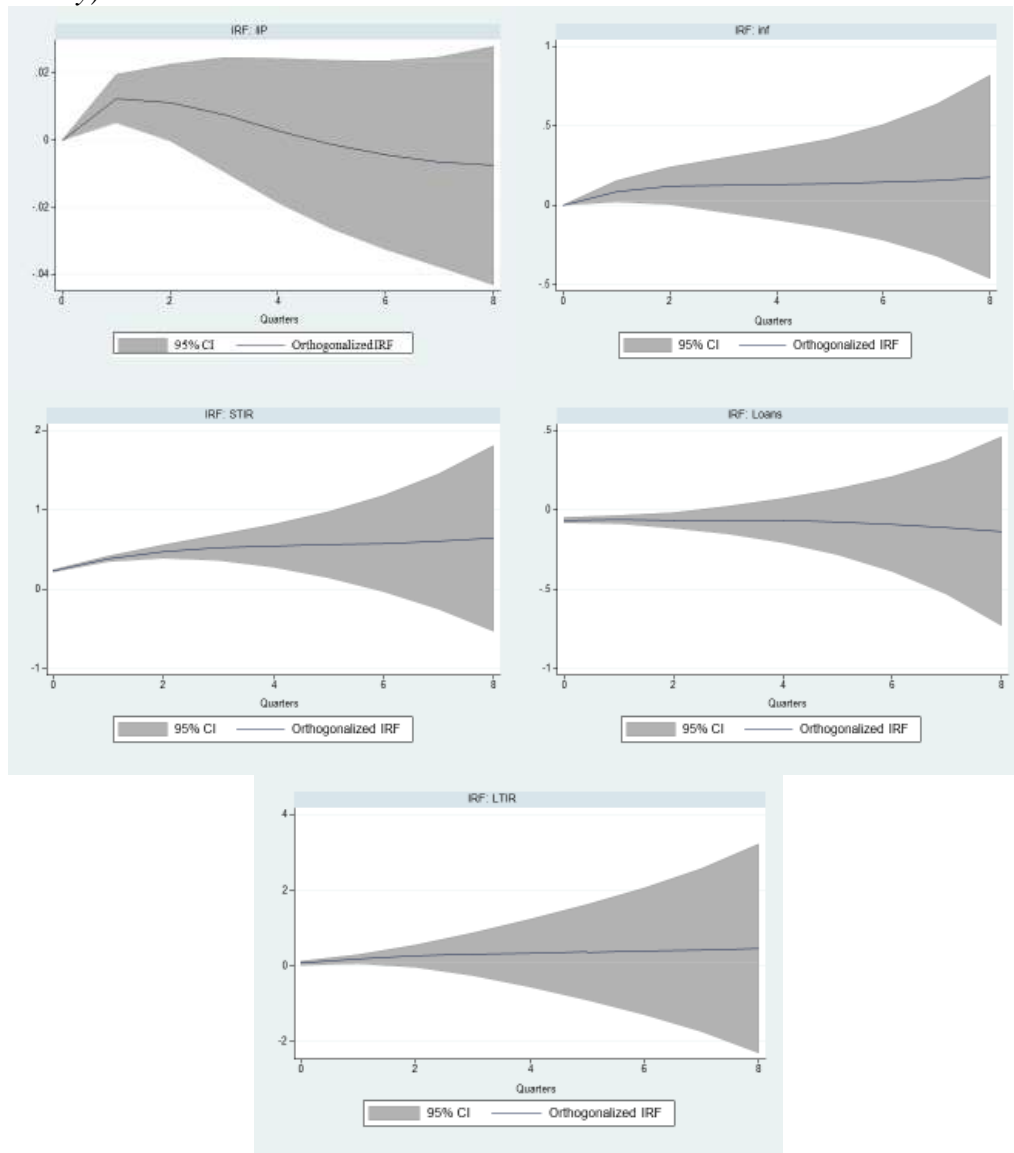 IRF: IIP
.02
0
-.02
-.04
0 2 4 6 8
Quarters
95% CI Orthogonalized IRF
IRF: inf
1
.5
0
-.5
0 2 4 6 8
Quarters
95% CI Orthogonalized IRF
IRF: STIR
2
1
0
-1
0 2 4 6 8
Quarters
95% CI Orthogonalized IRF
IRF: Loans
.5
0
-.5
-1
0 2 4 6 8
Quarters
95% CI Orthogonalized IRF
IRF: LTIR
4
2
0
-2
0 2 4 6 8
Quarters
95% CI Orthogonalized IRF